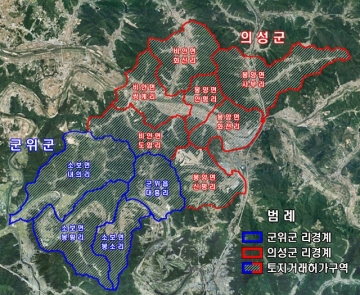 의성군
비안면
화신리
봉양면
사부리
봉양면
안평리
비안면
쌍계리
봉양면
화전리
비안면
도암리
군위군
소보면
내의리
군위읍
대흥리
봉양면
신평리
소보면
봉황리
소보면
봉소리
범 례
군위군 리경계
의성군 리경계
토지거래허가구역